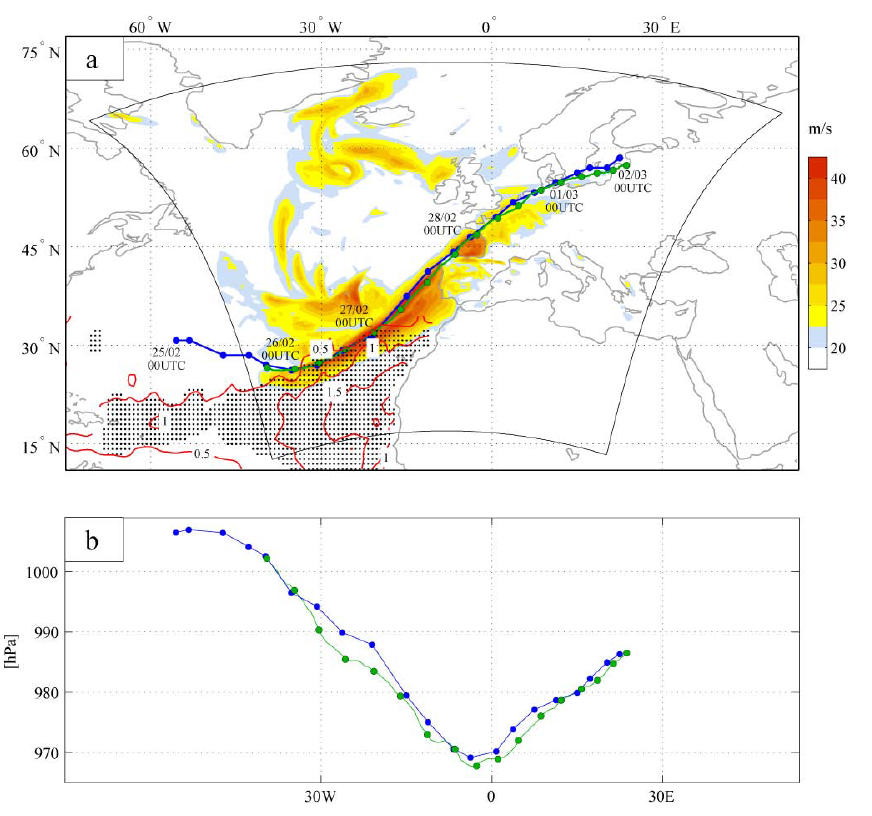 60° W 30° W 0° 30° E
a
75° N
60° N
45° N
30° N
15° N
m/s
40
35
30
25
20
02/03
00UTC
01/03
00UTC
28/02
00UTC
27/02
00UTC
26/02
00UTC
25/02
00UTC
0.5
1
1.5
1
0.5
1
b
[hPa]
1000
990
980
970
30W 0 30E